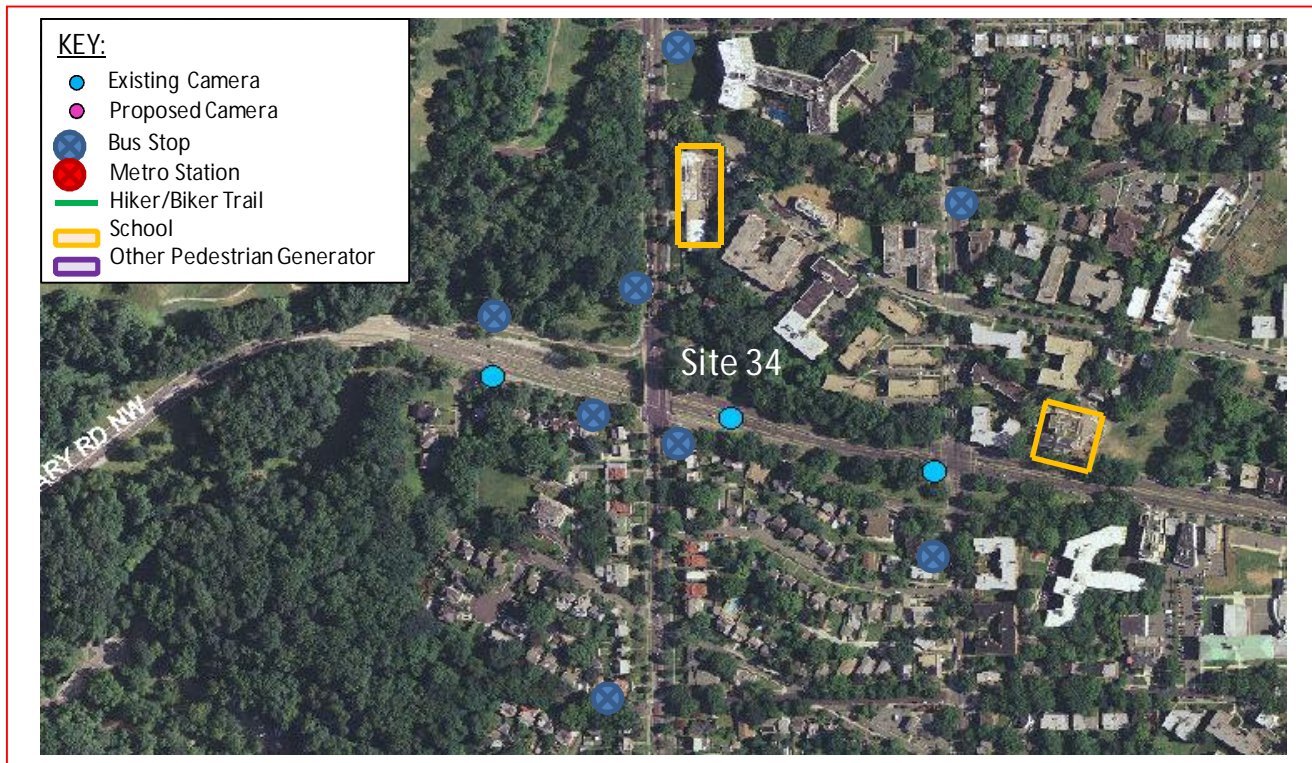 KEY:
Existing Camera
Proposed Camera
Bus Stop
Metro Station
Hiker/Biker Trail
School
Other Pedestrian Generator
Site 34
ARY RD NW